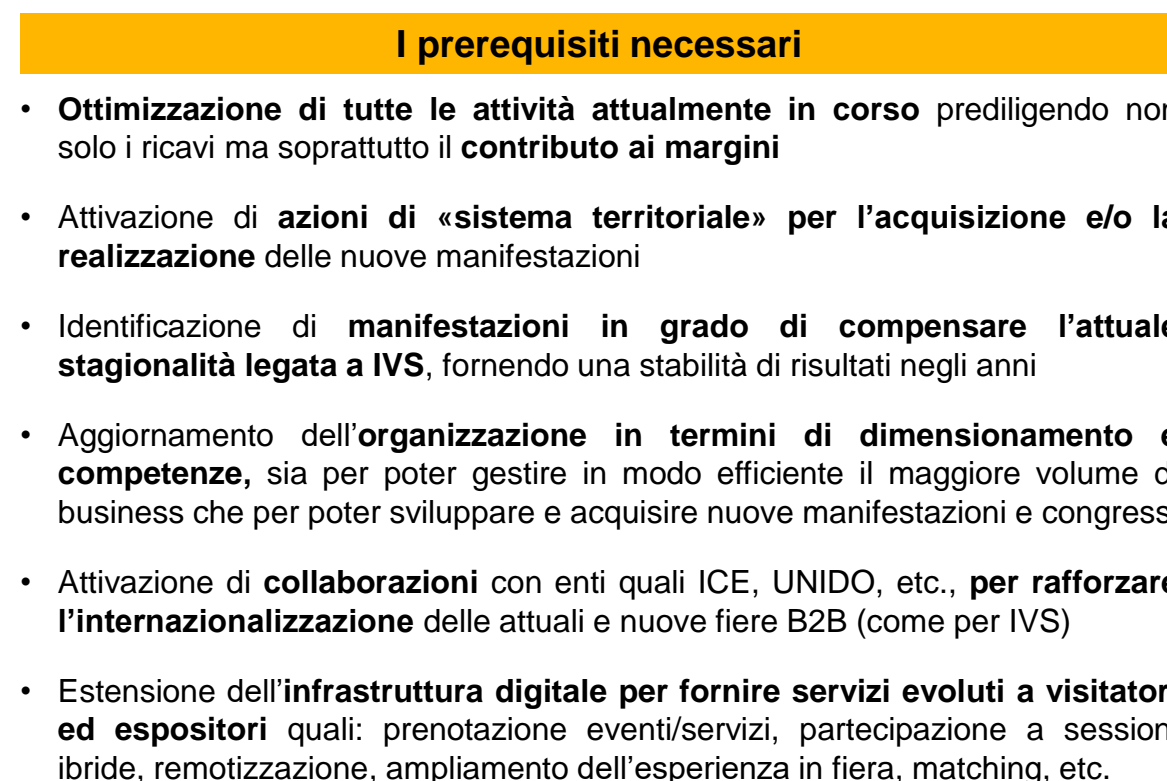 I prerequisiti necessari
• Ottimizzazione di tutte le attività attualmente in corso prediligendo non
solo i ricavi ma soprattutto il contributo ai margini
• Attivazione di azioni di «sistema territoriale» per l'acquisizione e/o la
realizzazione delle nuove manifestazioni
• Identificazione di manifestazioni in grado di compensare l'attuale
stagionalità legata a IVS, fornendo una stabilità di risultati negli anni
• Aggiornamento dell'organizzazione in termini di dimensionamento e
competenze, sia per poter gestire in modo efficiente il maggiore volume d
business che per poter sviluppare e acquisire nuove manifestazioni e congress
• Attivazione di collaborazioni con enti quali ICE, UNIDO, etc., per rafforzare
l'internazionalizzazione delle attuali e nuove fiere B2B (come per IVS)
• Estensione dell'infrastruttura digitale per fornire servizi evoluti a visitator
ed espositori quali: prenotazione eventi/servizi, partecipazione a session
ibride, remotizzazione, ampliamento dell'esperienza in fiera, matching, etc.